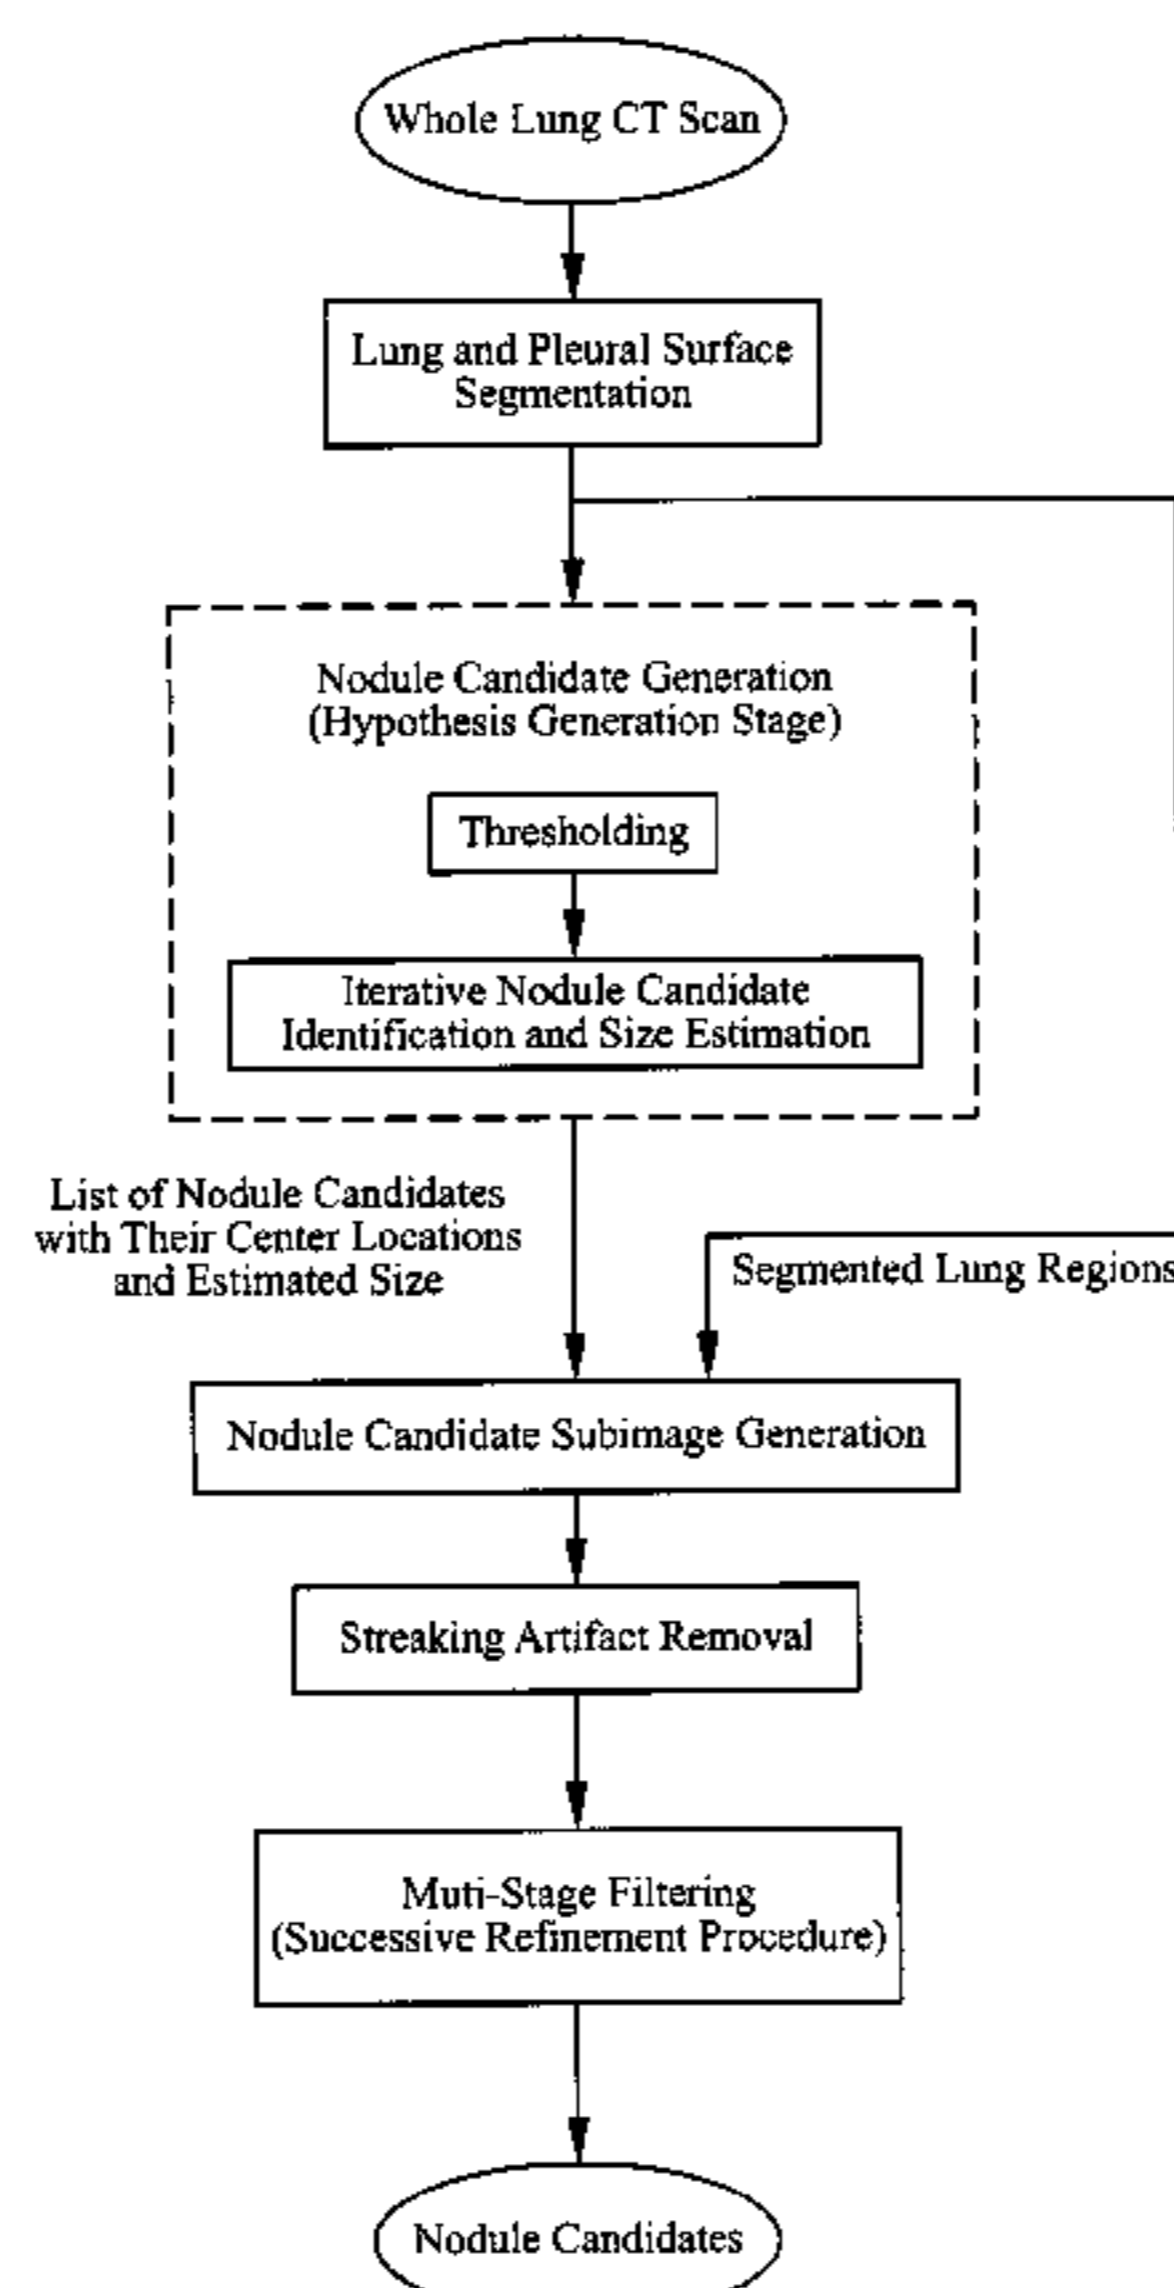 Whole Lung CT Scan
Lung and Pleural Surface
Segmentation
Nodule Candidate Generation
(Hypothesis Generation Stage)
Thresholding
Iterative Nodule Candidate
Identification and Size Estimation
List of Nodule Candidates
with Their Center Locations
and Estimated Size
Segmented Lung Regions
Nodule Candidate Subimage Generation
Streaking Artifact Removal
Muti-Stage Filtering
(Successive Refinement Procedure)
Nodule Candidates